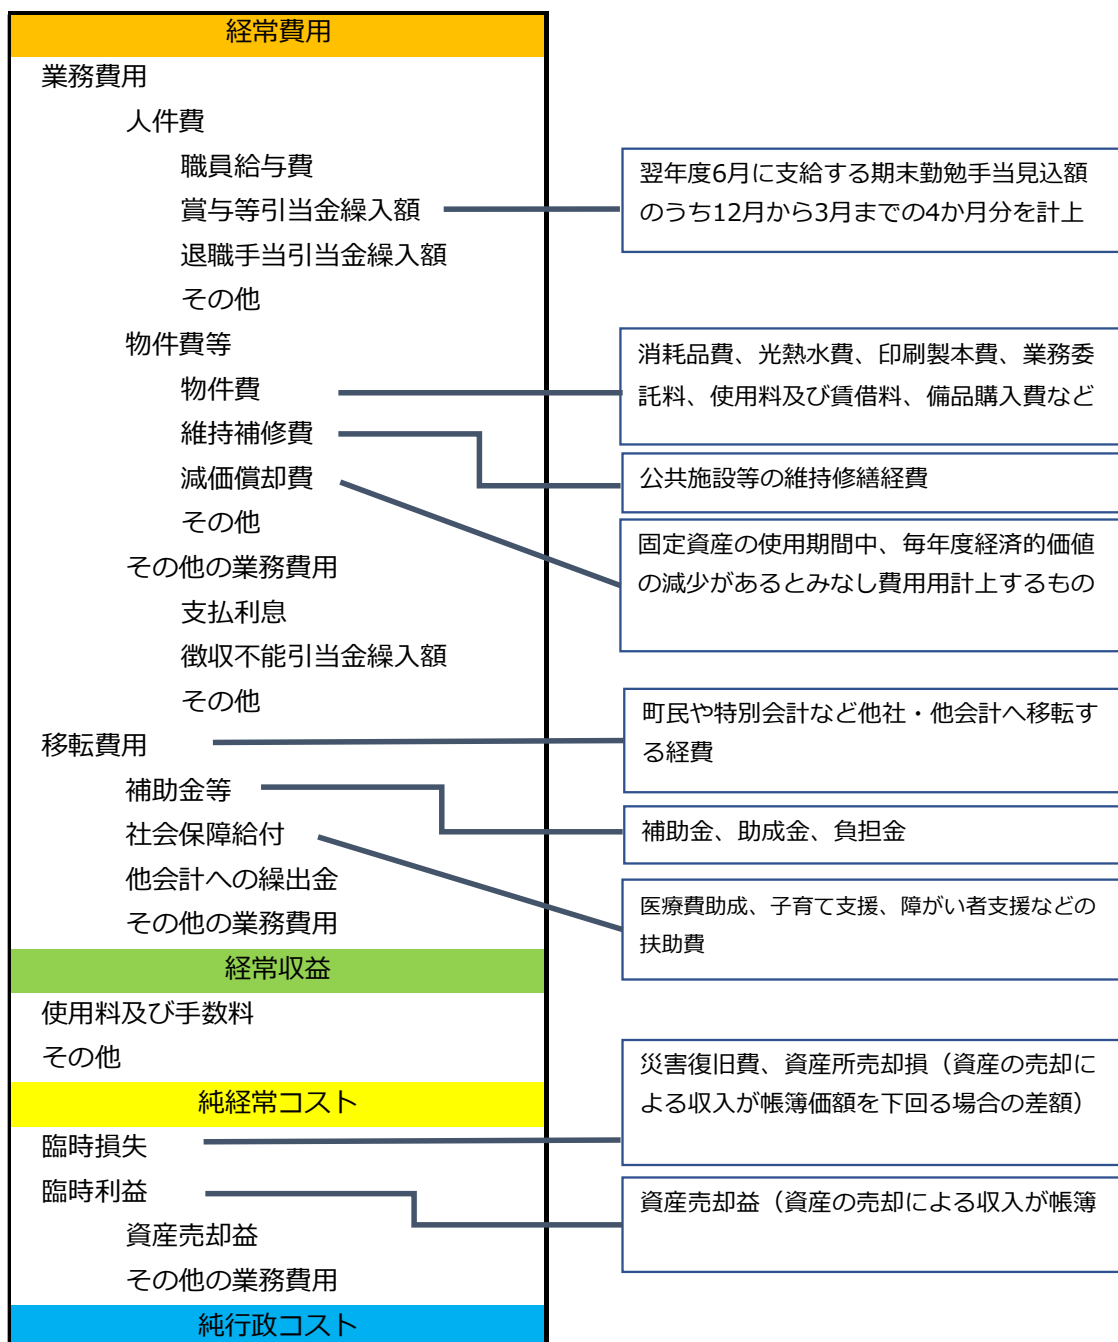 経常費用
業務費用
人件費
職員給与費
賞与等引当金繰入額
退職手当引当金繰入額
その他
物件費等
物件費
維持補修費
減価償却費
その他
その他の業務費用
支払利息
徴収不能引当金繰入額
その他
移転費用
補助金等
社会保障給付
他会計への繰出金
その他の業務費用
経常収益
使用料及び手数料
その他
純経常コスト
臨時損失
臨時利益
資産売却益
その他の業務費用
純行政コスト
翌年度6月に支給する期末勤勉手当見込額
のうち12月から3月までの4か月分を計上
消耗品費、光熱水費、印刷製本費、業務委
託料、使用料及び賃借料、備品購入費など
公共施設等の維持修繕経費
固定資産の使用期間中、毎年度経済的価値
の減少があるとみなし費用用計上するもの
町民や特別会計など他社・他会計へ移転す
る経費
補助金、助成金、負担金
医療費助成、子育て支援、障がい者支援などの
扶助費
災害復旧費、資産所売却損（資産の売却に
よる収入が帳簿価額を下回る場合の差額）
資産売却益（資産の売却による収入が帳簿